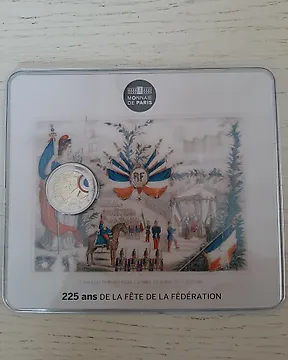 MONNAIE
DE PARIS
RF
225 ans DE LA FÊTE DE LA FÉDÉRATION